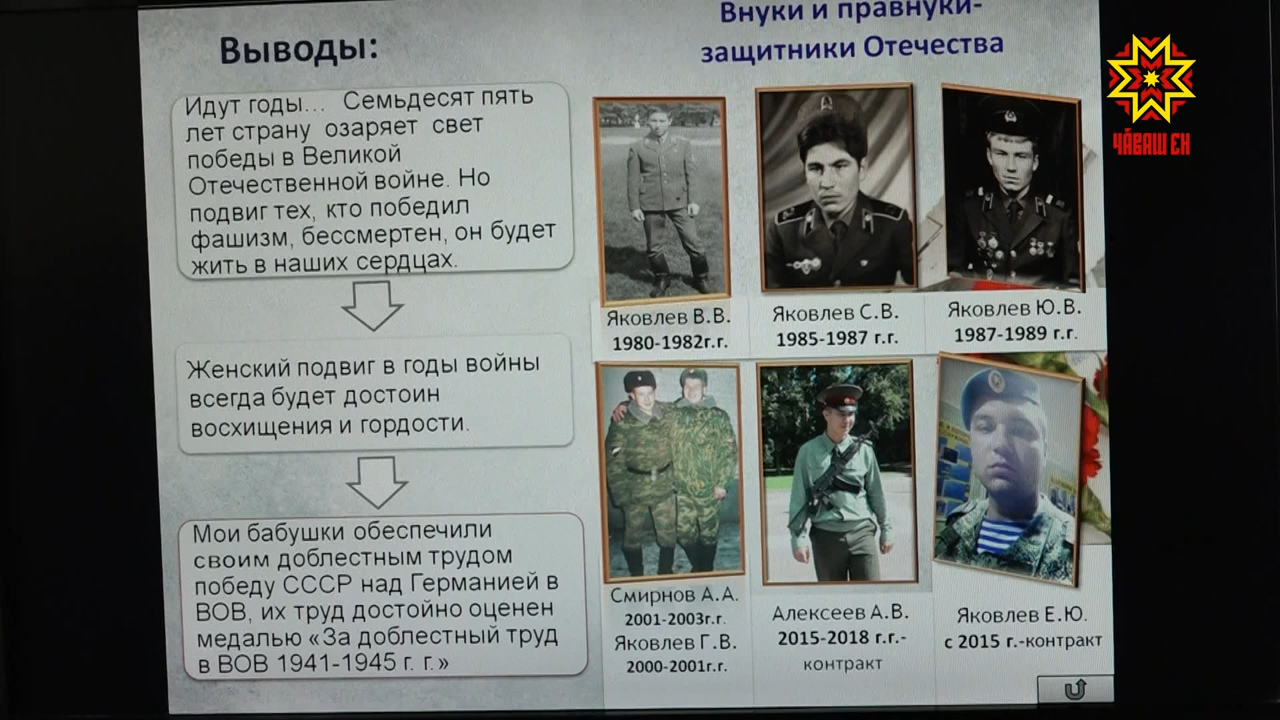 Выводы:
Идут годы... Семьдесят пять
лет страну озаряет свет
победы в Великой
Отечественной войне. Но
подвиг тех, кто победил
фашизм, бессмертен, он будет
жить в наших сердцах.
Женский подвиг в годы войны
всегда будет достоин
восхищения и гордости.
Мои бабушки обеспечили
своим доблестным трудом
победу СССР над Германией в
ВОВ, их труд достойно оценен
медалью «За доблестный труд
в ВОВ 1941-1945 г. г.»
Внуки и правнуки-
защитники Отечества
Яковлев В.В.
1980-1982г.г.
Яковлев С.В.
1985-1987 г.г.
Яковлев Ю.В.
1987-1989 г.г.
Смирнов А.А.
2001-2003г.г.
Яковлев Г.В.
2000-2001г.г.
Алексеев А.В.
2015-2018 г.г.-
контракт
Яковлев Е.Ю.
с 2015 г.-контракт
ЧӐВАШ ЕН